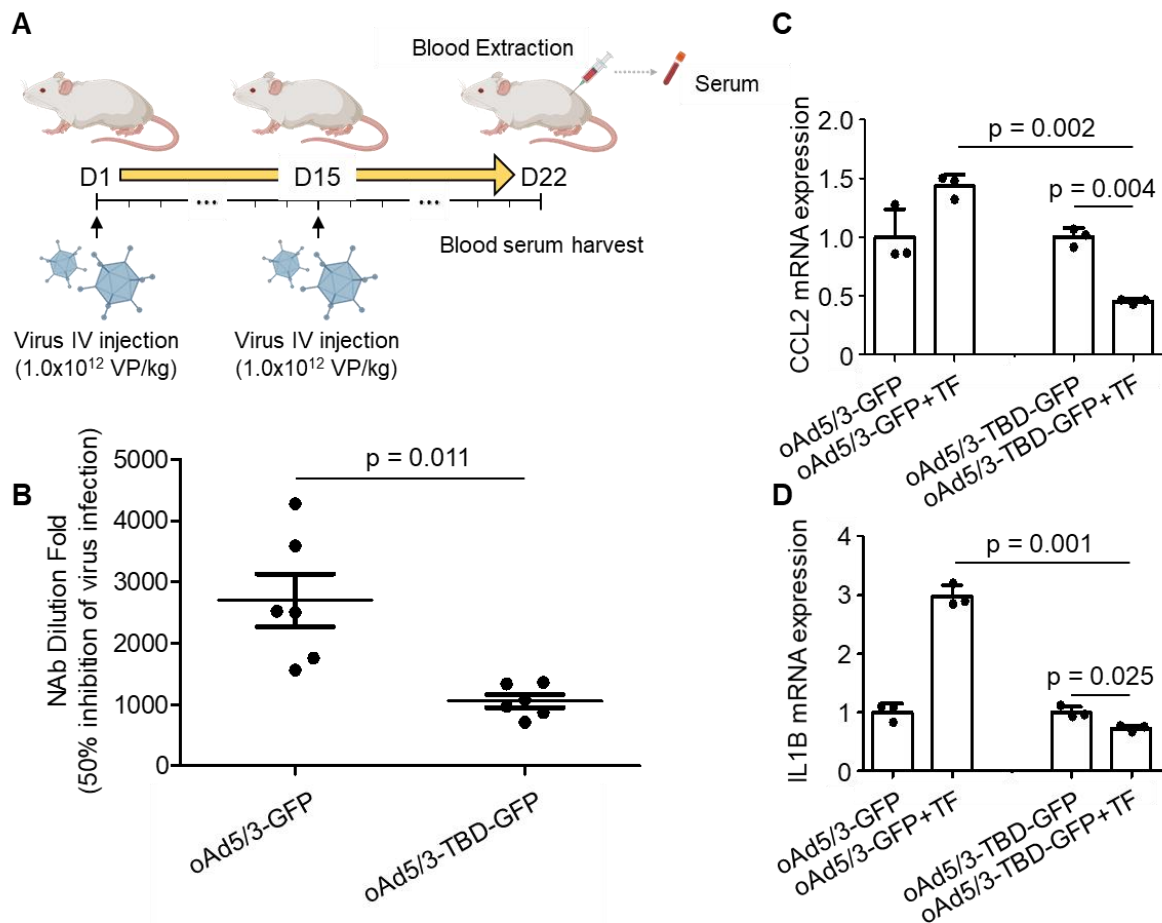 A
Blood Extraction
Serum
D1
D15
D22
...
...
Blood serum harvest
Virus IV injection
(1.0x10¹² VP/kg)
Virus IV injection
(1.0x10¹² VP/kg)
B
NAb Dilution Fold
(50% inhibition of virus infection)
5000
4000
3000
2000
1000
0
p = 0.011
oAd5/3-GFP
oAd5/3-TBD-GFP
C
CCL2 mRNA expression
2.0
1.5
1.0
0.5
0
p = 0.002
p = 0.004
oAd5/3-GFP
oAd5/3-GFP+TF
oAd5/3-TBD-GFP
oAd5/3-TBD-GFP+TF
D
IL1B mRNA expression
4
3
2
1
0
p = 0.001
p = 0.025
oAd5/3-GFP
oAd5/3-GFP+TF
oAd5/3-TBD-GFP
oAd5/3-TBD-GFP+TF